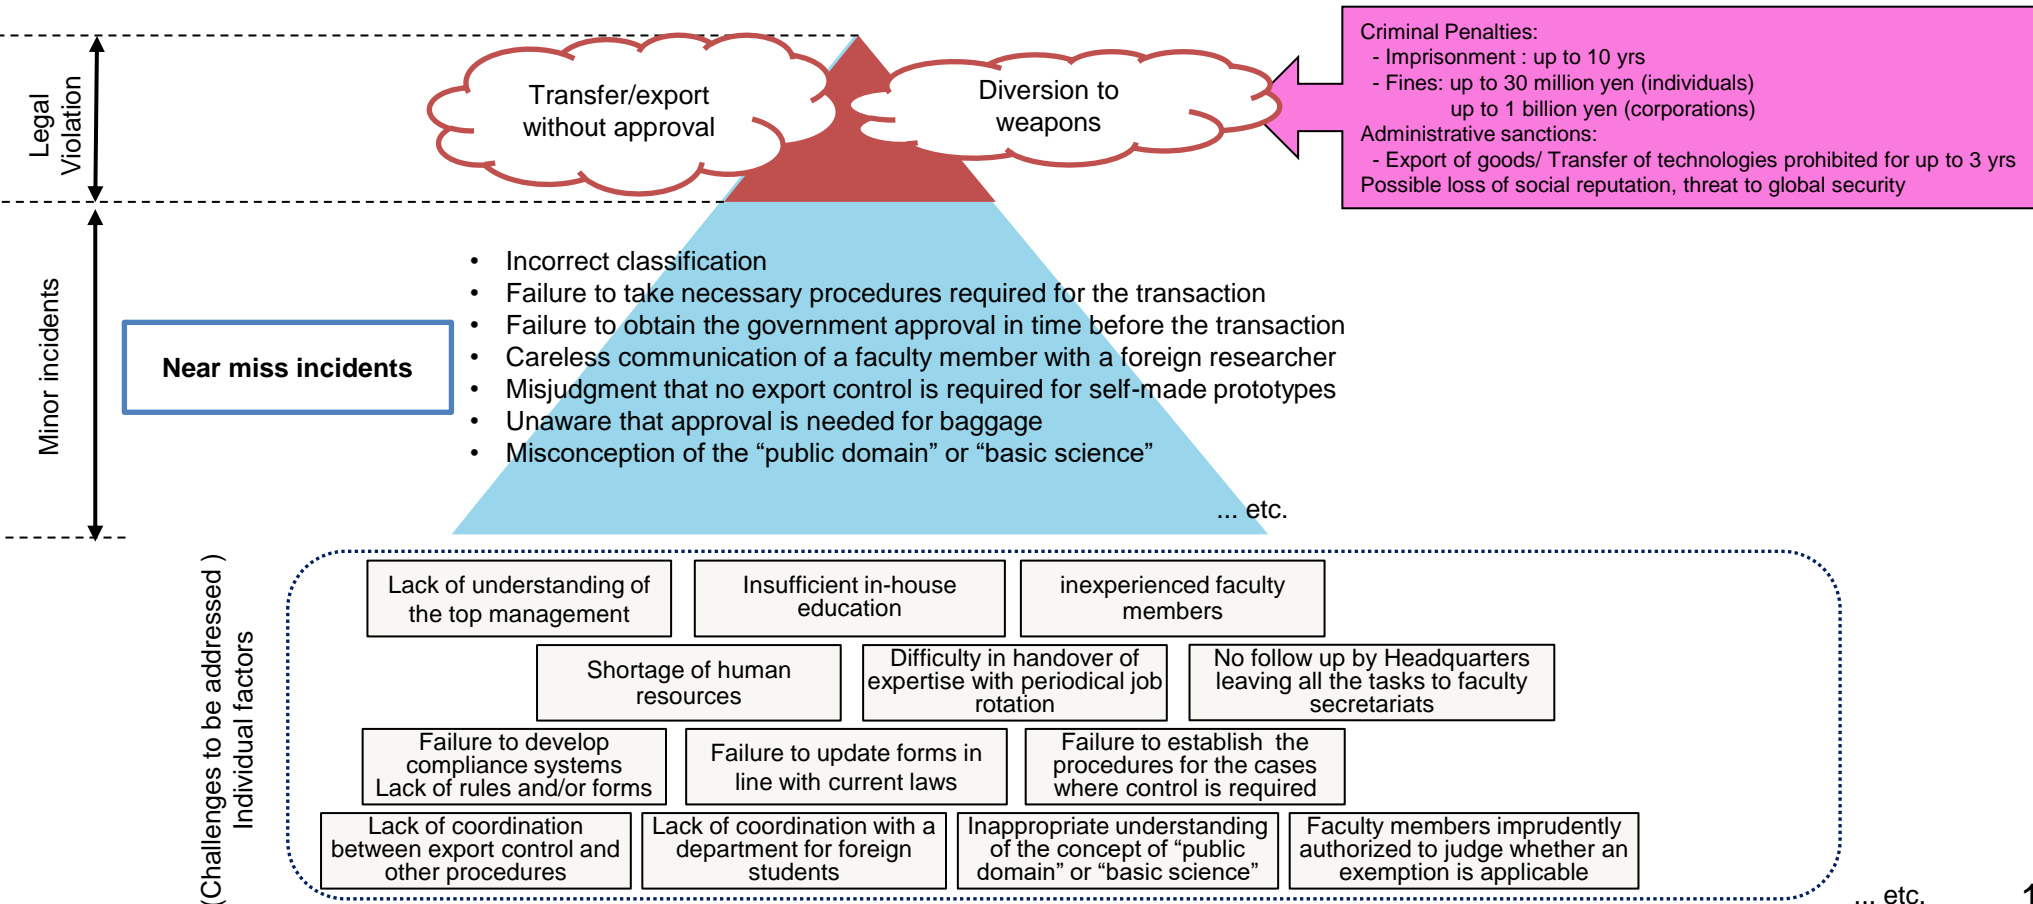 Legal
Violation
Transfer/export
without approval
Diversion to
weapons
Criminal Penalties:
- Imprisonment : up to 10 yrs
- Fines: up to 30 million yen (individuals)
up to 1 billion yen (corporations)
Administrative sanctions:
- Export of goods/ Transfer of technologies prohibited for up to 3 yrs
Possible loss of social reputation, threat to global security
Minor incidents
Near miss incidents
• Incorrect classification
• Failure to take necessary procedures required for the transaction
• Failure to obtain the government approval in time before the transaction
• Careless communication of a faculty member with a foreign researcher
• Misjudgment that no export control is required for self-made prototypes
• Unaware that approval is needed for baggage
• Misconception of the “public domain” or “basic science”
... etc.
(Challenges to be addressed )
Individual factors
Lack of understanding of
the top management
Insufficient in-house
education
inexperienced faculty
members
Shortage of human
resources
Difficulty in handover of
expertise with periodical job
rotation
No follow up by Headquarters
leaving all the tasks to faculty
secretariats
Failure to develop
compliance systems
Lack of rules and/or forms
Failure to update forms in
line with current laws
Failure to establish the
procedures for the cases
where control is required
Lack of coordination
between export control and
other procedures
Lack of coordination with a
department for foreign
students
Inappropriate understanding
of the concept of “public
domain” or “basic science”
Faculty members imprudently
authorized to judge whether an
exemption is applicable
... etc.
1